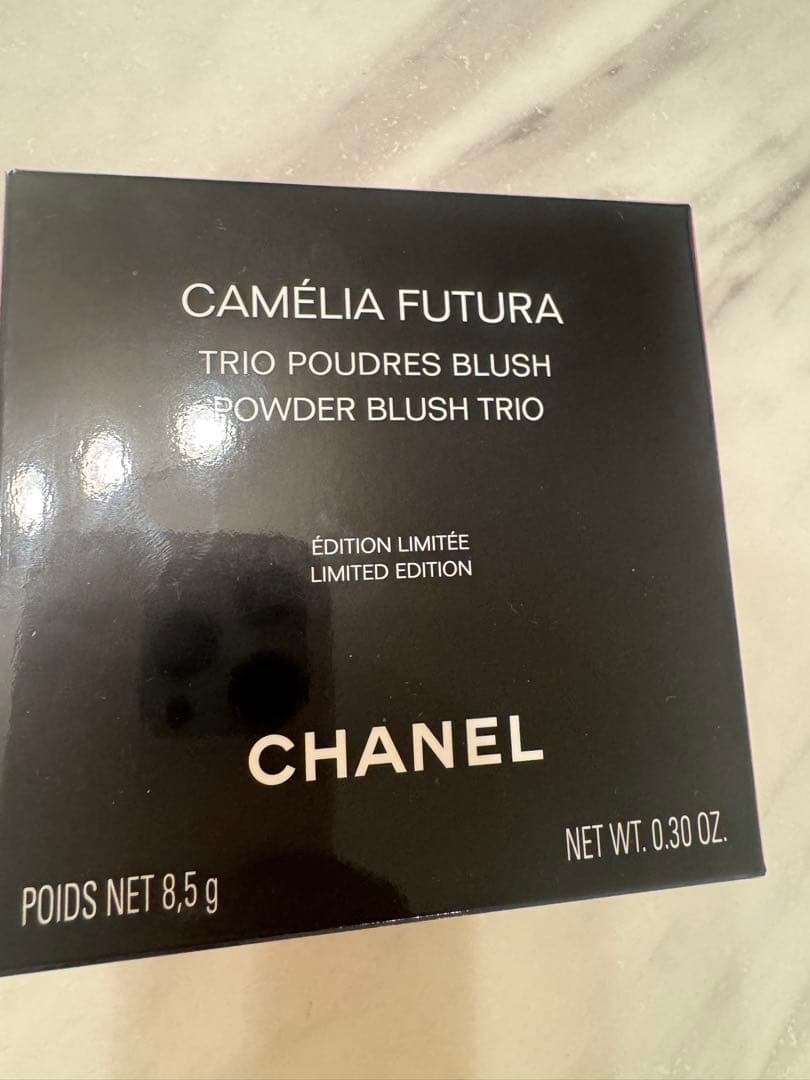 CAMÉLIA FUTURA
TRIO POUDRES BLUSH
POWDER BLUSH TRIO
ÉDITION LIMITÉE
LIMITED EDITION
CHANEL
NET WT. 0.30 OZ.
POIDS NET 8,5 g